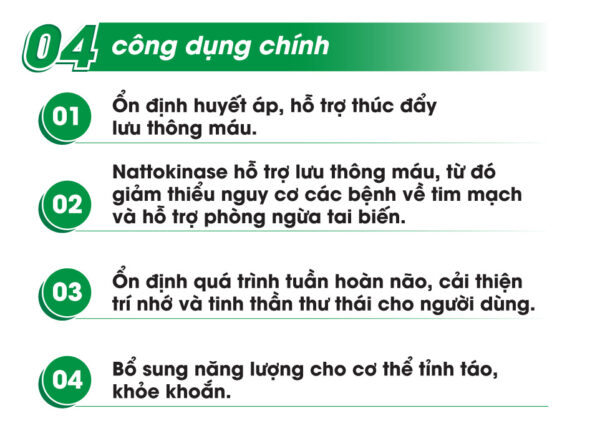 04 công dụng chính
01 Ổn định huyết áp, hỗ trợ thúc đẩy
lưu thông máu.
02 Nattokinase hỗ trợ lưu thông máu, từ đó
giảm thiểu nguy cơ các bệnh về tim mạch
và hỗ trợ phòng ngừa tai biến.
03 Ổn định quá trình tuần hoàn não, cải thiện
trí nhớ và tinh thần thư thái cho người dùng.
04 Bổ sung năng lượng cho cơ thể tỉnh táo,
khỏe khoắn.